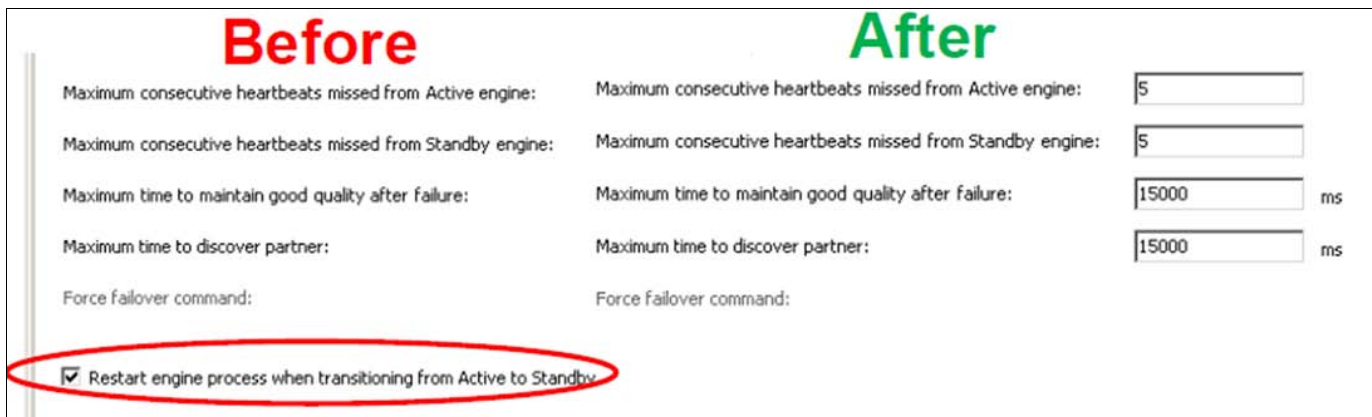 Before
Maximum consecutive heartbeats missed from Active engine:
Maximum consecutive heartbeats missed from Standby engine:
Maximum time to maintain good quality after failure:
Maximum time to discover partner:
Force failover command:
Restart engine process when transitioning from Active to Standby
After
Maximum consecutive heartbeats missed from Active engine: 5
Maximum consecutive heartbeats missed from Standby engine: 5
Maximum time to maintain good quality after failure: 15000 ms
Maximum time to discover partner: 15000 ms
Force failover command: